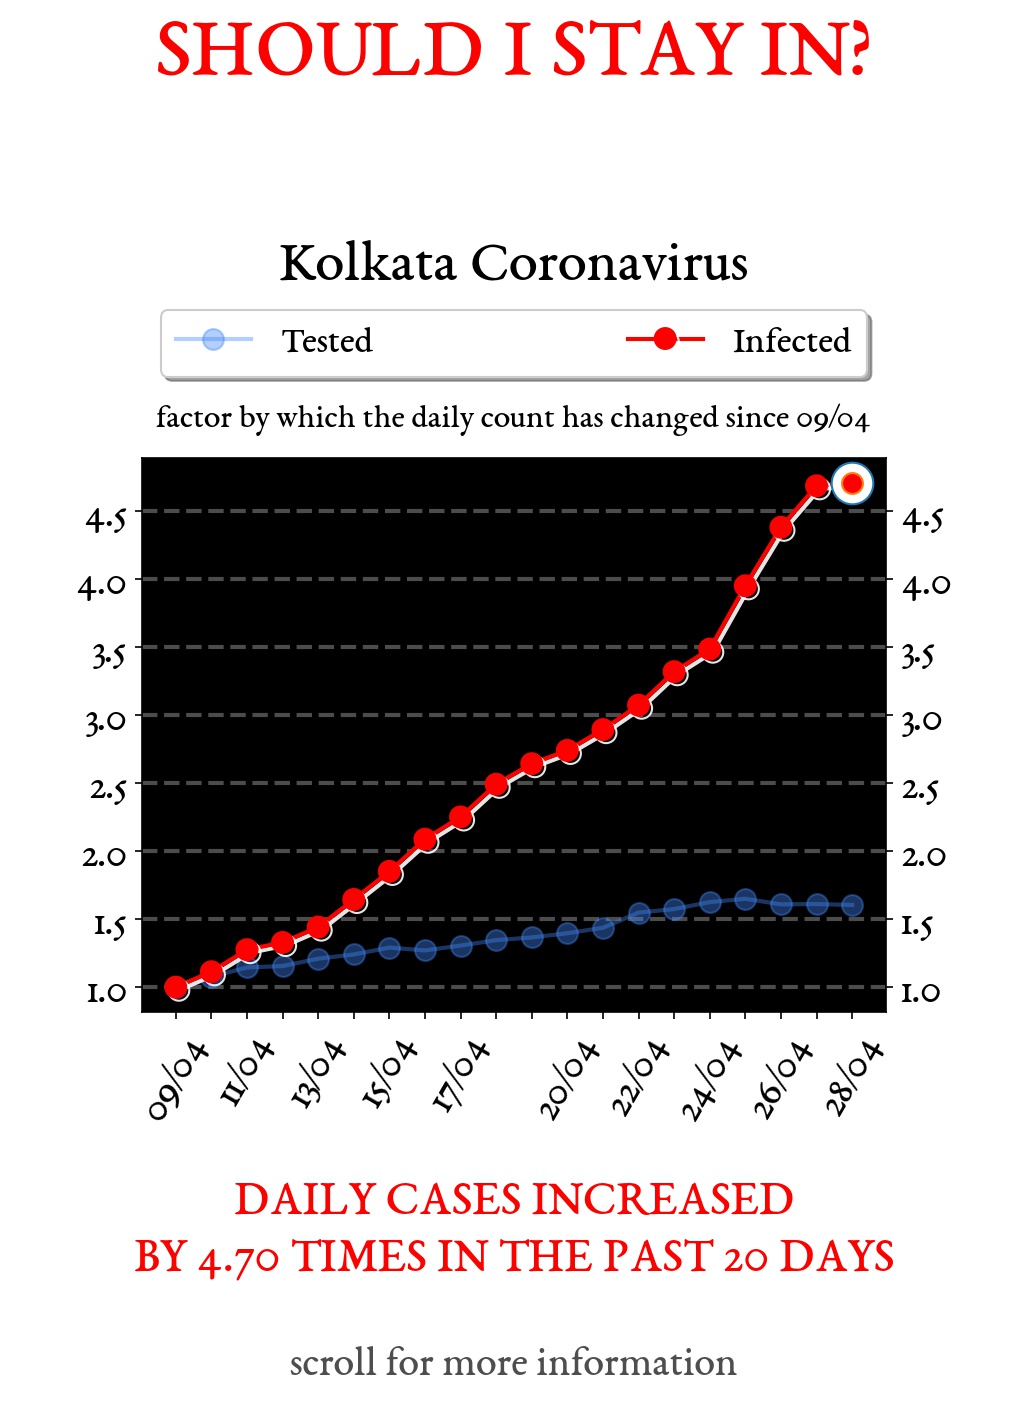 SHOULD I STAY IN?
Kolkata Coronavirus
Tested Infected
factor by which the daily count has changed since 09/04
4.5 4.5
4.0 4.0
3.5 3.5
3.0 3.0
2.5 2.5
2.0 2.0
1.5 1.5
1.0 1.0
09/04 11/04 13/04 15/04 17/04 20/04 22/04 24/04 26/04 28/04
DAILY CASES INCREASED
BY 4.70 TIMES IN THE PAST 20 DAYS
scroll for more information